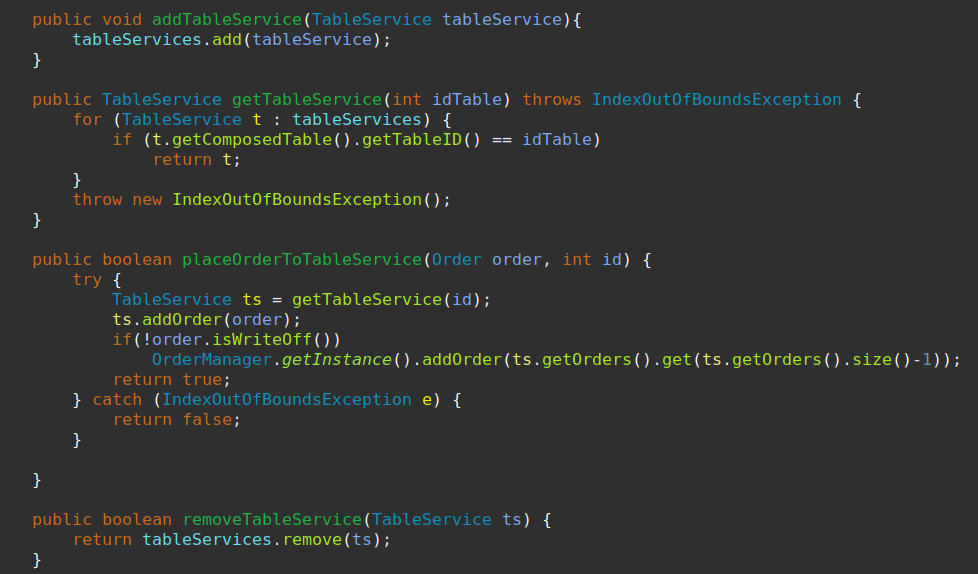 public void addTableService(TableService tableService){
    tableServices.add(tableService);
}

public TableService getTableService(int idTable) throws IndexOutOfBoundsException {
    for (TableService t : tableServices) {
        if (t.getComposedTable().getTableID() == idTable)
            return t;
    }
    throw new IndexOutOfBoundsException();
}

public boolean placeOrderToTableService(Order order, int id) {
    try {
        TableService ts = getTableService(id);
        ts.addOrder(order);
        if(!order.isWriteOff())
            OrderManager.getInstance().addOrder(ts.getOrders().get(ts.getOrders().size()-1));
        return true;
    } catch (IndexOutOfBoundsException e) {
        return false;
    }

}

public boolean removeTableService(TableService ts) {
    return tableServices.remove(ts);
}